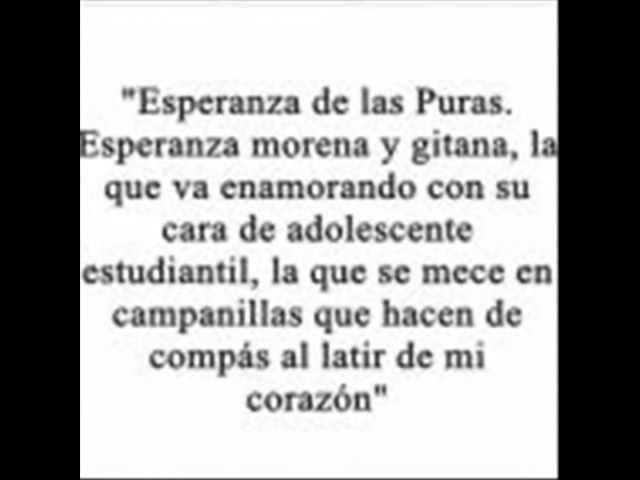 "Esperanza de las Puras.
Esperanza morena y gitana, la
que va enamorando con su
cara de adolescente
estudiantil, la que se mece en
campanillas que hacen de
compás al latir de mi
corazón"